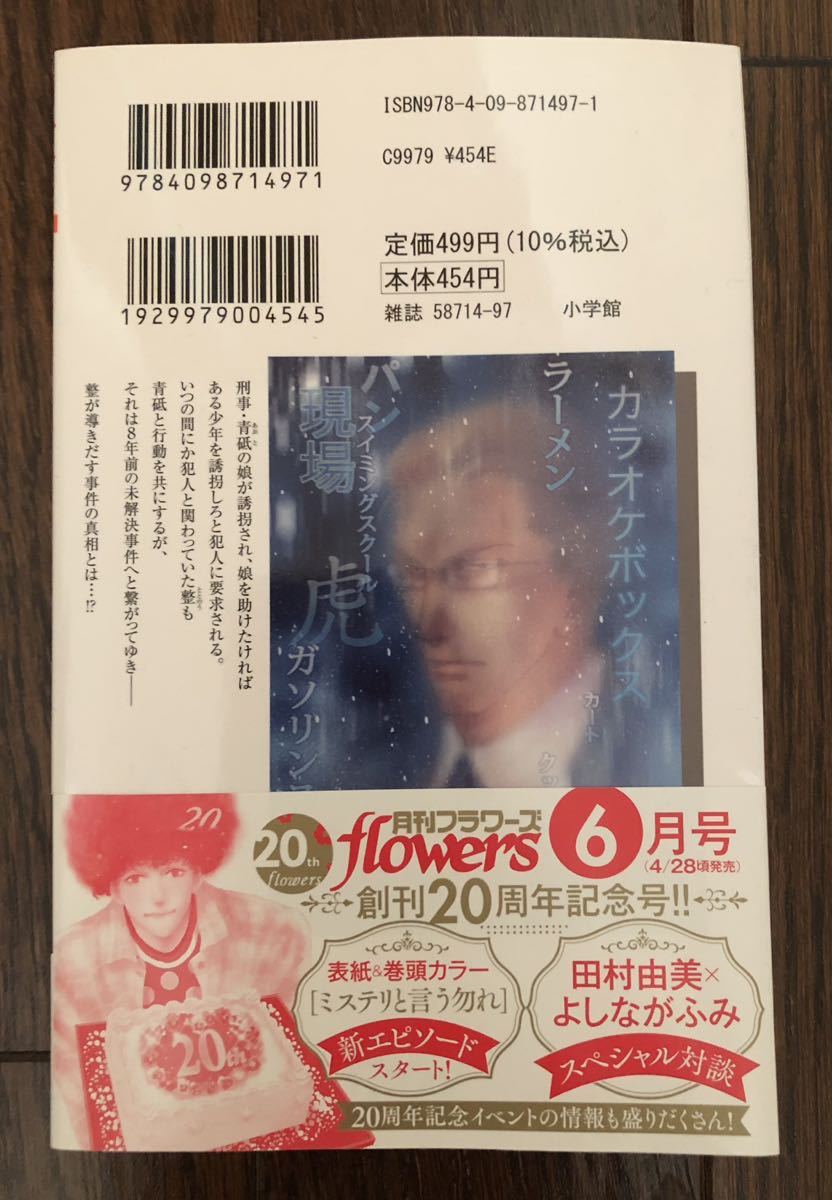 ISBN978-4-09-871497-1
9784098714971
C9979 ¥454E
定価499円(10%税込)
本体454円
1929979004545
雑誌 58714-97 小学館
刑事・青砥の娘が誘拐され、娘を助けたければ
ある少年を誘拐しろと犯人に要求される。
いつの間にか犯人と関わっていた整も
青砥と行動を共にするが、
それは8年前の未解決事件へと繋がってゆき――
整が導きだす事件の真相とは…!?
あおと
ととのう
カラオケボックス
ラーメン
パン
スイミングスクール
現場
虎
ガソリンス
カート
クッ
20
20th
flowers
月刊フラワーズ
flowers
6月号
(4/28頃発売)
創刊20周年記念号!!
表紙&巻頭カラー
[ミステリと言う勿れ]
新エピソード
スタート!
田村由美×
よしながふみ
スペシャル対談
20th
20周年記念イベントの情報も盛りだくさん!